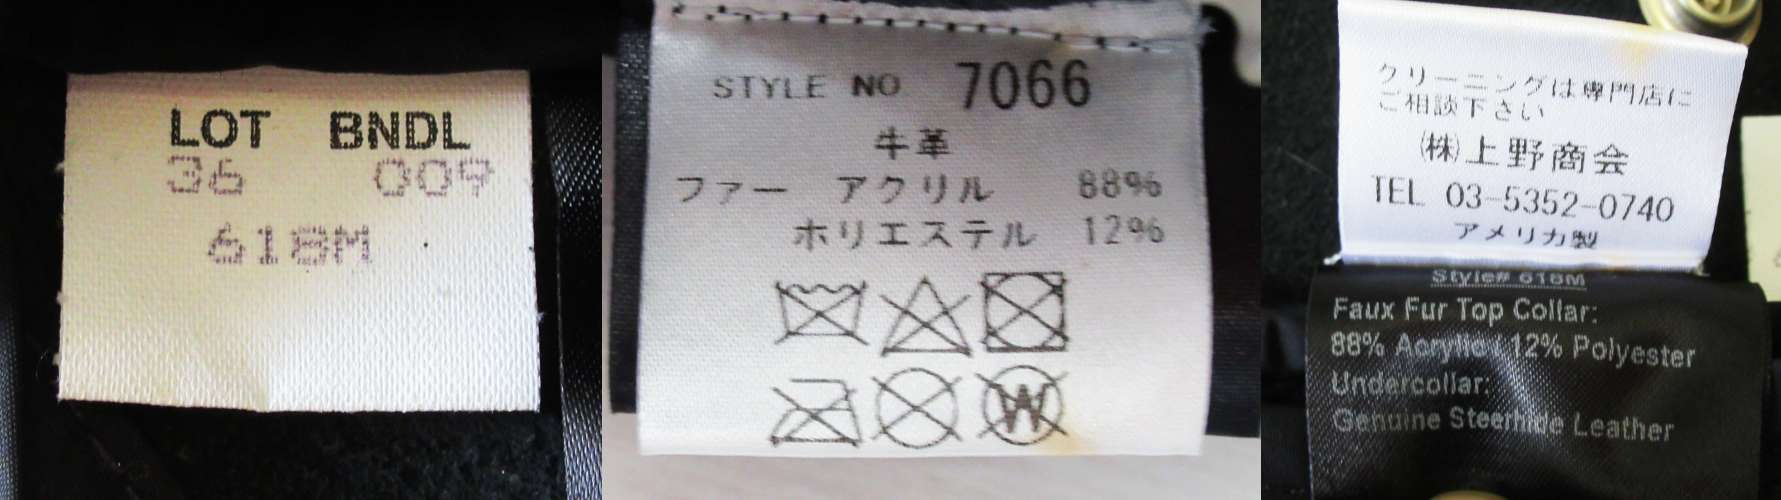 LOT BNDL
36 009
618M
STYLE NO 7066
牛革
ファー アクリル 88%
ポリエステル 12%
W
クリーニングは専門店に
ご相談下さい
㈱上野商会
TEL 03-5352-0740
アメリカ製
Style# 618M
Faux Fur Top Collar:
88% Acrylic/ 12% Polyester
Undercollar:
Genuine Steerhide Leather